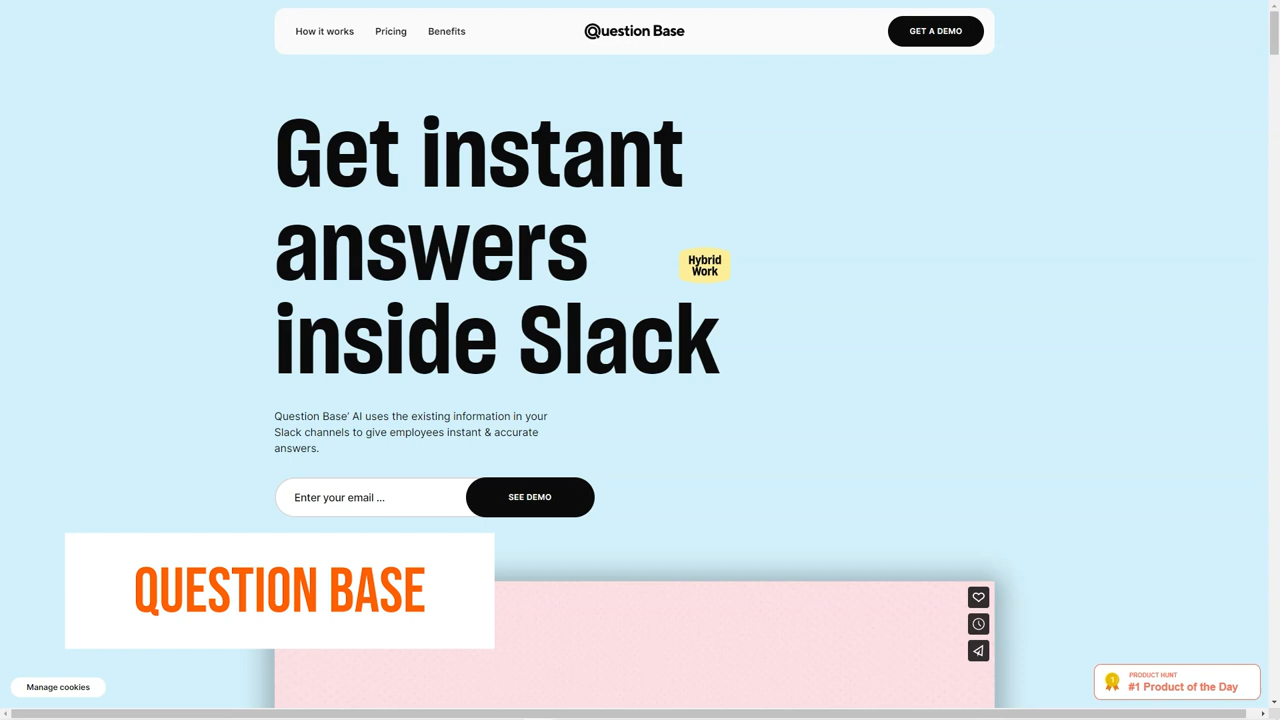 How it works
Pricing
Benefits
Question Base
GET A DEMO
Get instant
answers
inside Slack
Hybrid
Work
Question Base’ AI uses the existing information in your
Slack channels to give employees instant & accurate
answers.
Enter your email ...
SEE DEMO
QUESTION BASE
Manage cookies
1
PRODUCT HUNT
#1 Product of the Day